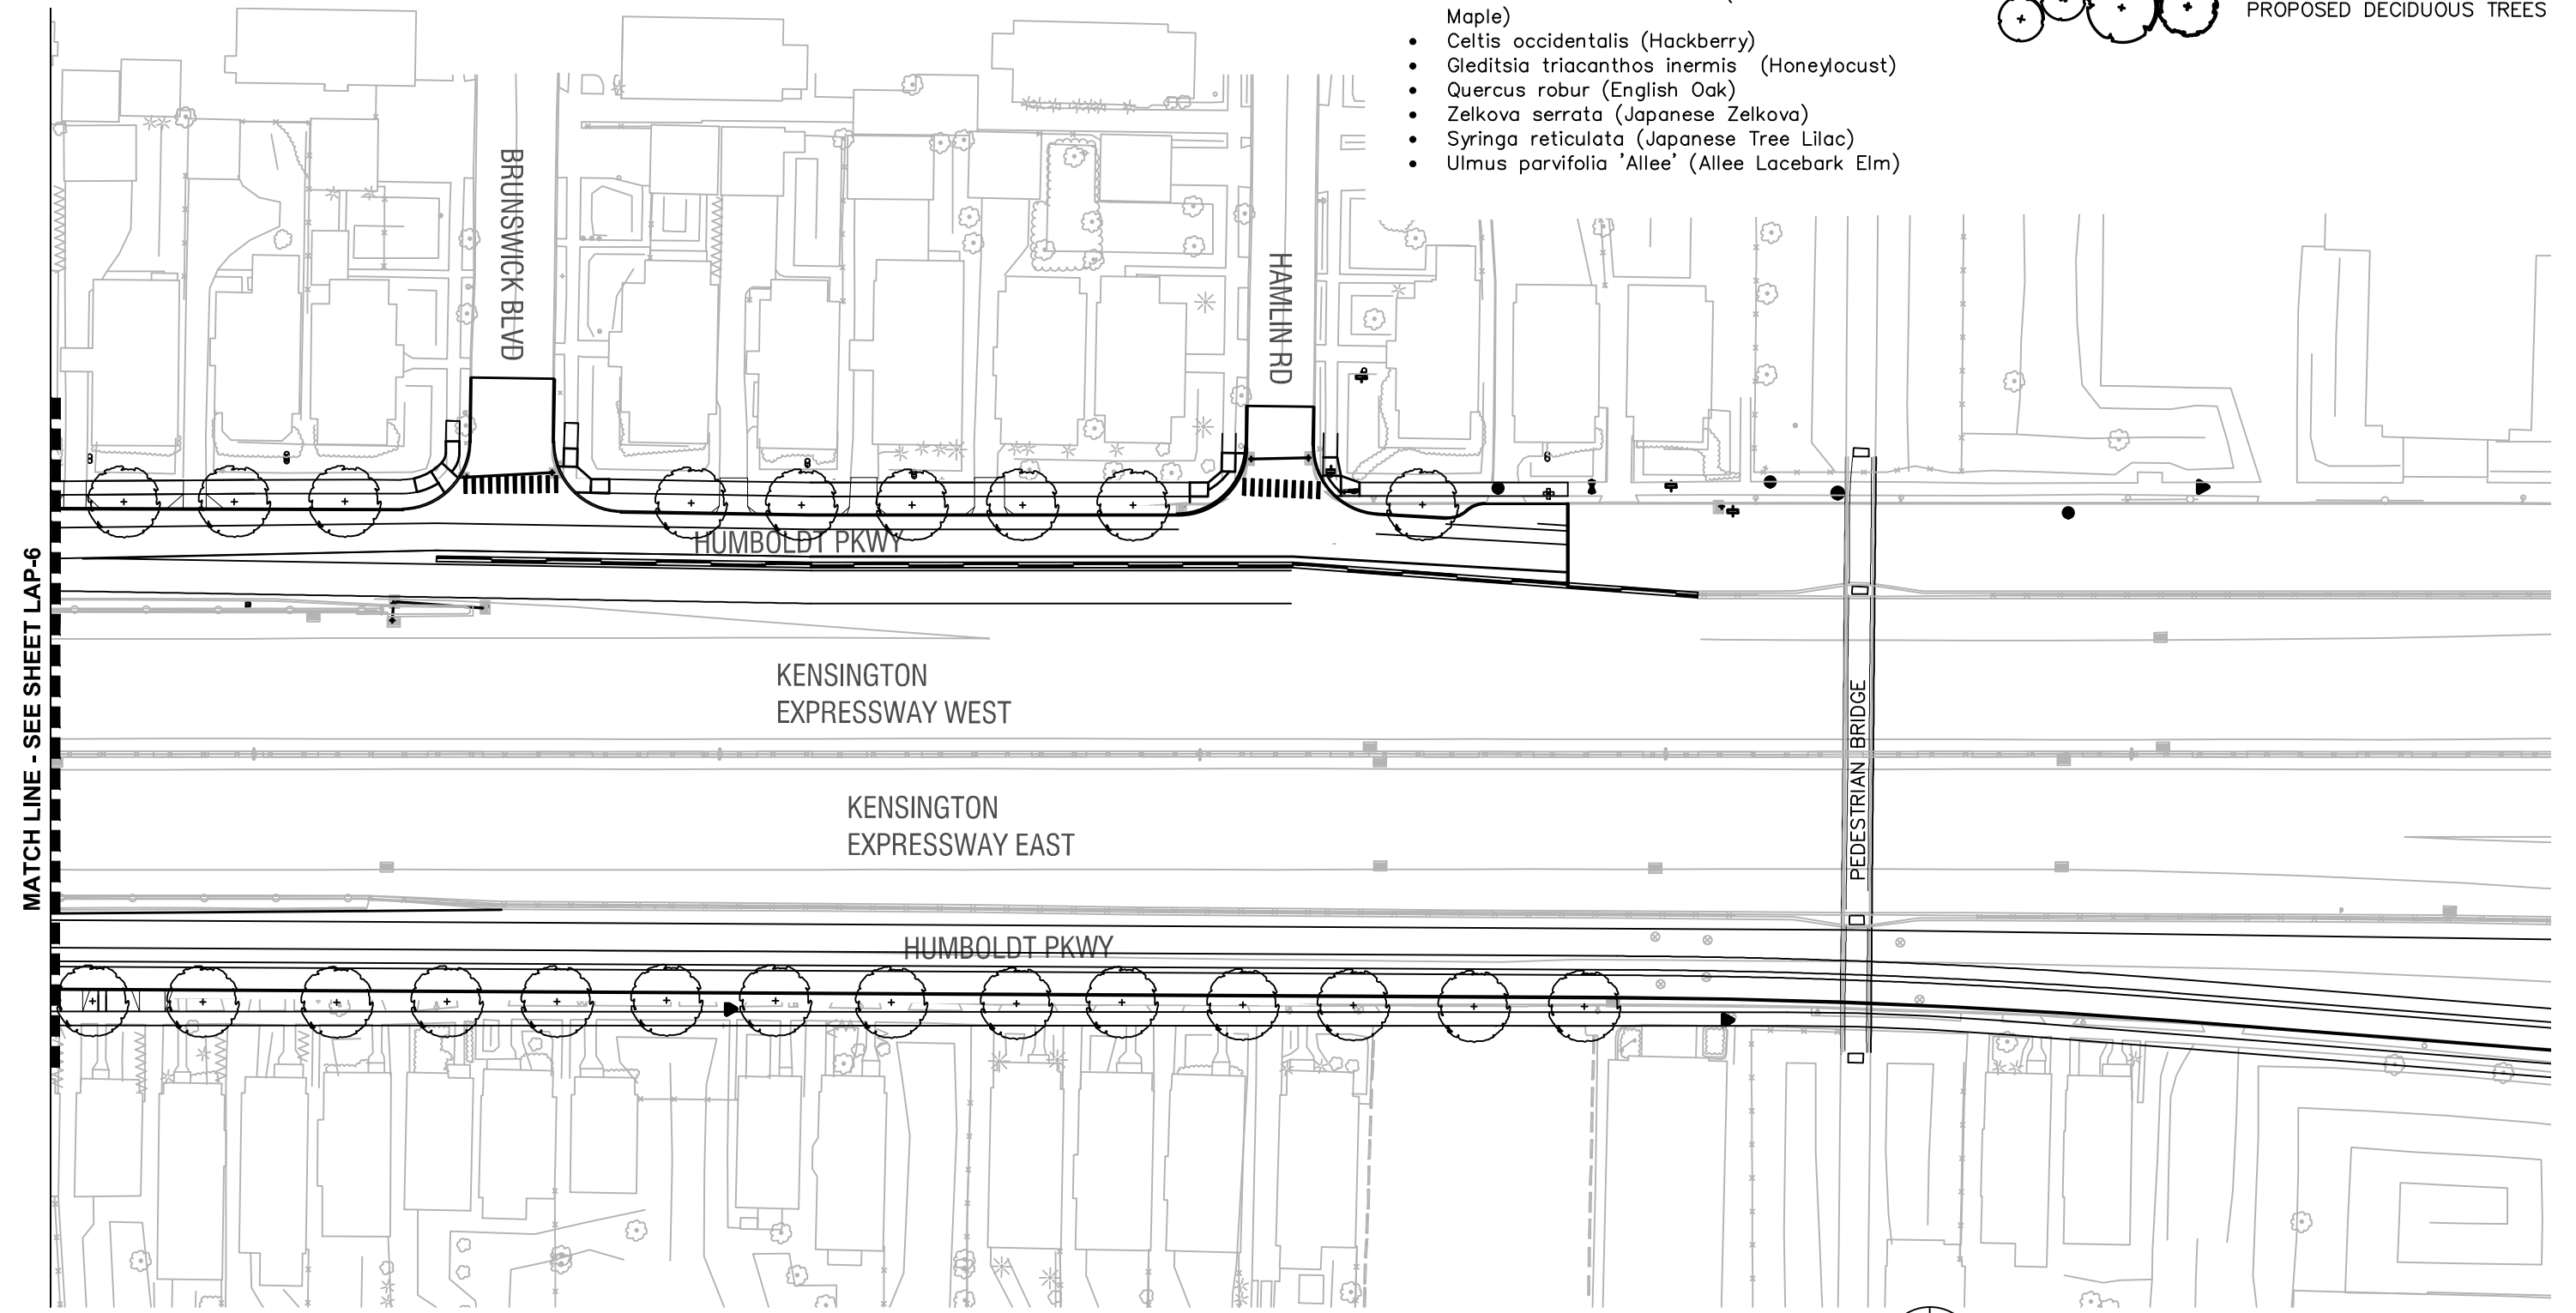 Maple)
• Celtis occidentalis (Hackberry)
• Gleditsia triacanthos inermis (Honeylocust)
• Quercus robur (English Oak)
• Zelkova serrata (Japanese Zelkova)
• Syringa reticulata (Japanese Tree Lilac)
• Ulmus parvifolia 'Allee' (Allee Lacebark Elm)
PROPOSED DECIDUOUS TREES
BRUNSWICK BLVD
HAMLIN RD
HUMBOLDT PKWY
MATCH LINE - SEE SHEET LAP-6
KENSINGTON
EXPRESSWAY WEST
PEDESTRIAN BRIDGE
KENSINGTON
EXPRESSWAY EAST
HUMBOLDT PKWY